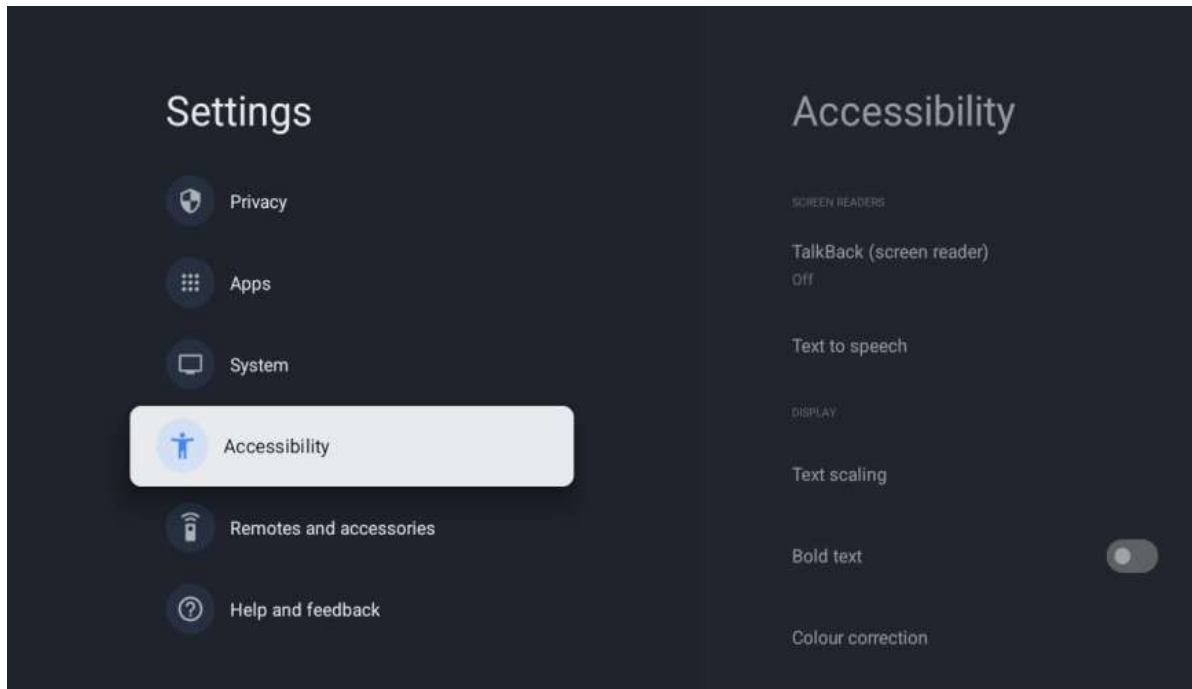 Settings
Privacy
Apps
System
Accessibility
Remotes and accessories
Help and feedback
Accessibility
SCREEN READERS
TalkBack (screen reader)
Off
Text to speech
DISPLAY
Text scaling
Bold text
Colour correction